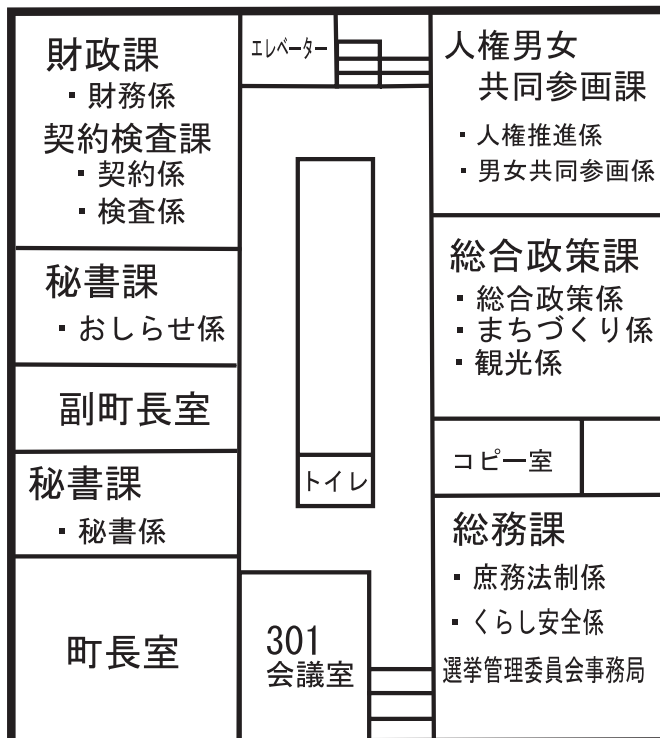 財政課
・財務係
契約検査課
・契約係
・検査係
秘書課
・おしらせ係
副町長室
秘書課
・秘書係
町長室
エレベーター
トイレ
301
会議室
人権男女
共同参画課
・人権推進係
・男女共同参画係
総合政策課
・総合政策係
・まちづくり係
・観光係
コピー室
総務課
・庶務法制係
・くらし安全係
選挙管理委員会事務局